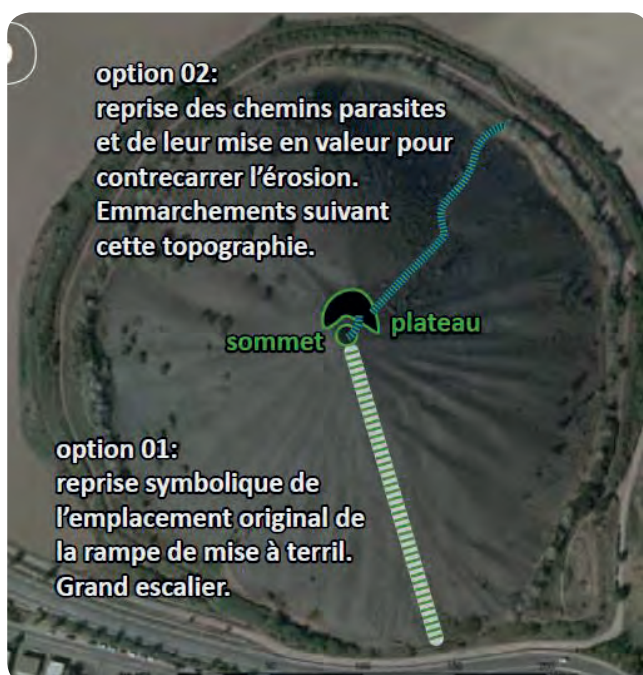 option 02:
reprise des chemins parasites
et de leur mise en valeur pour
contrecarrer l'érosion.
Emmarchements suivant
cette topographie.
plateau
sommet
option 01:
reprise symbolique de
l'emplacement original de
la rampe de mise à terril.
Grand escalier.